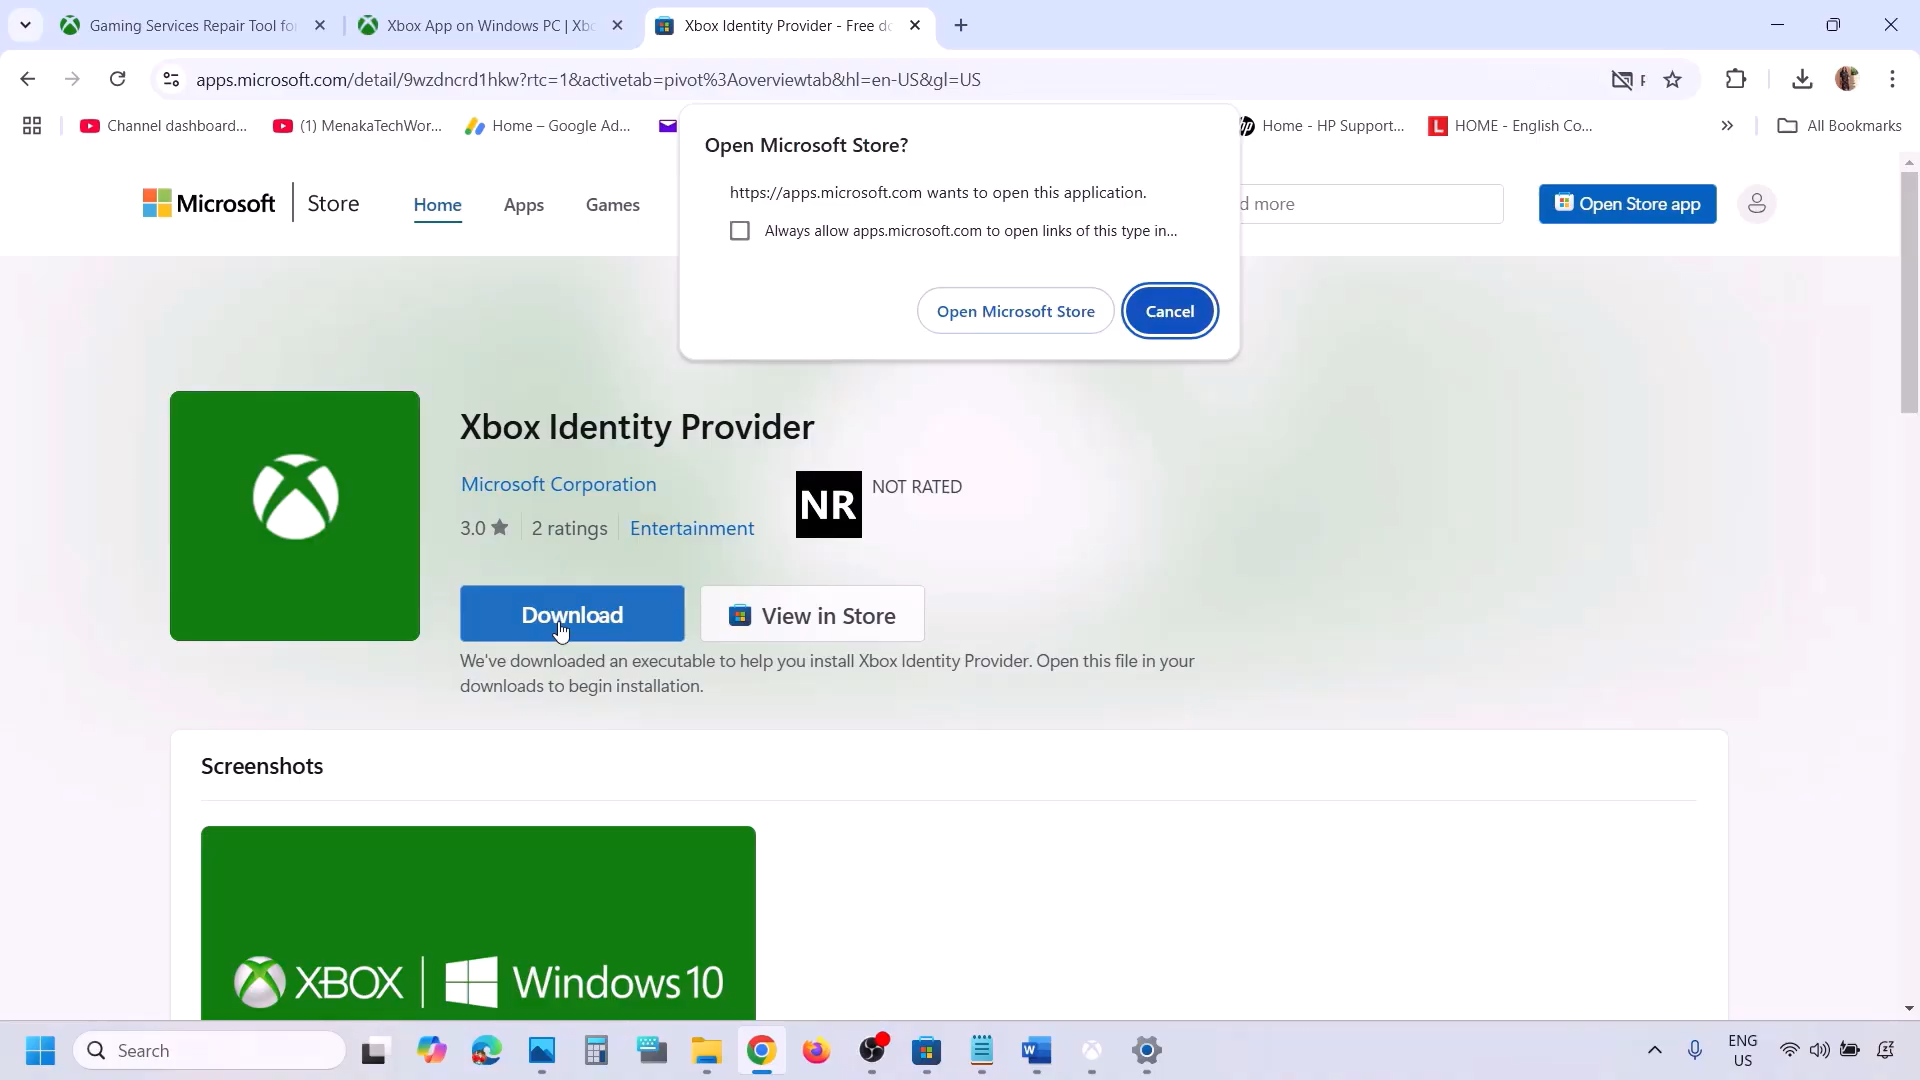 Gaming Services Repair Tool fo
Xbox App on Windows PC | Xbo
Xbox Identity Provider - Free do
apps.microsoft.com/detail/9wzdncrd1hkw?rtc=1&activetab=pivot%3Aoverviewtab&hl=en-US&gl=US
Channel dashboard...
(1) MenakaTechWor...
Home – Google Ad...
Home - HP Support...
L HOME - English Co...
All Bookmarks
Open Microsoft Store?
https://apps.microsoft.com wants to open this application.
Always allow apps.microsoft.com to open links of this type in...
Open Microsoft Store
Cancel
Microsoft
Store
Home
Apps
Games
d more
Open Store app
Xbox Identity Provider
Microsoft Corporation
NR
NOT RATED
3.0
2 ratings
Entertainment
Download
View in Store
We've downloaded an executable to help you install Xbox Identity Provider. Open this file in your
downloads to begin installation.
Screenshots
XBOX
Windows 10
Search
ENG
US